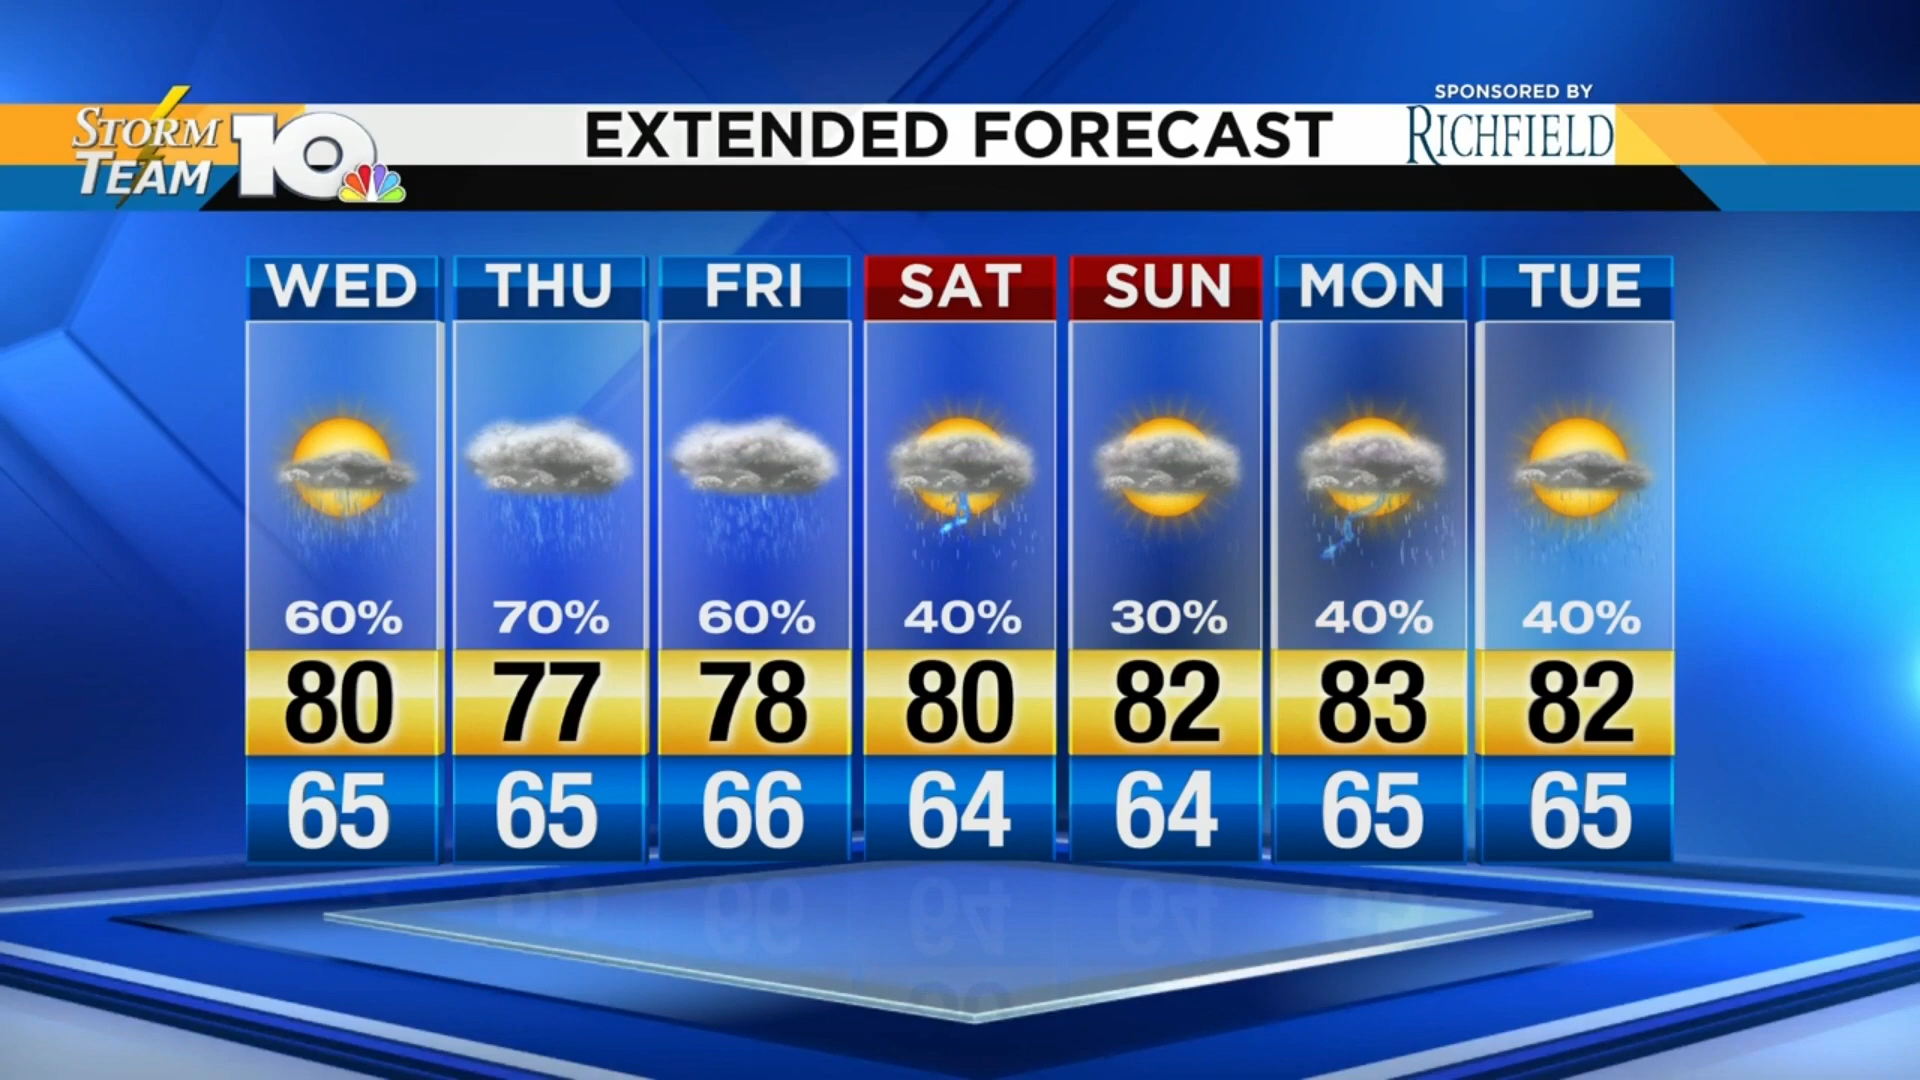 SPONSORED BY
STORM TEAM 10
EXTENDED FORECAST
RICHFIELD
WED THU FRI SAT SUN MON TUE
60% 70% 60% 40% 30% 40% 40%
80 77 78 80 82 83 82
65 65 66 64 64 65 65